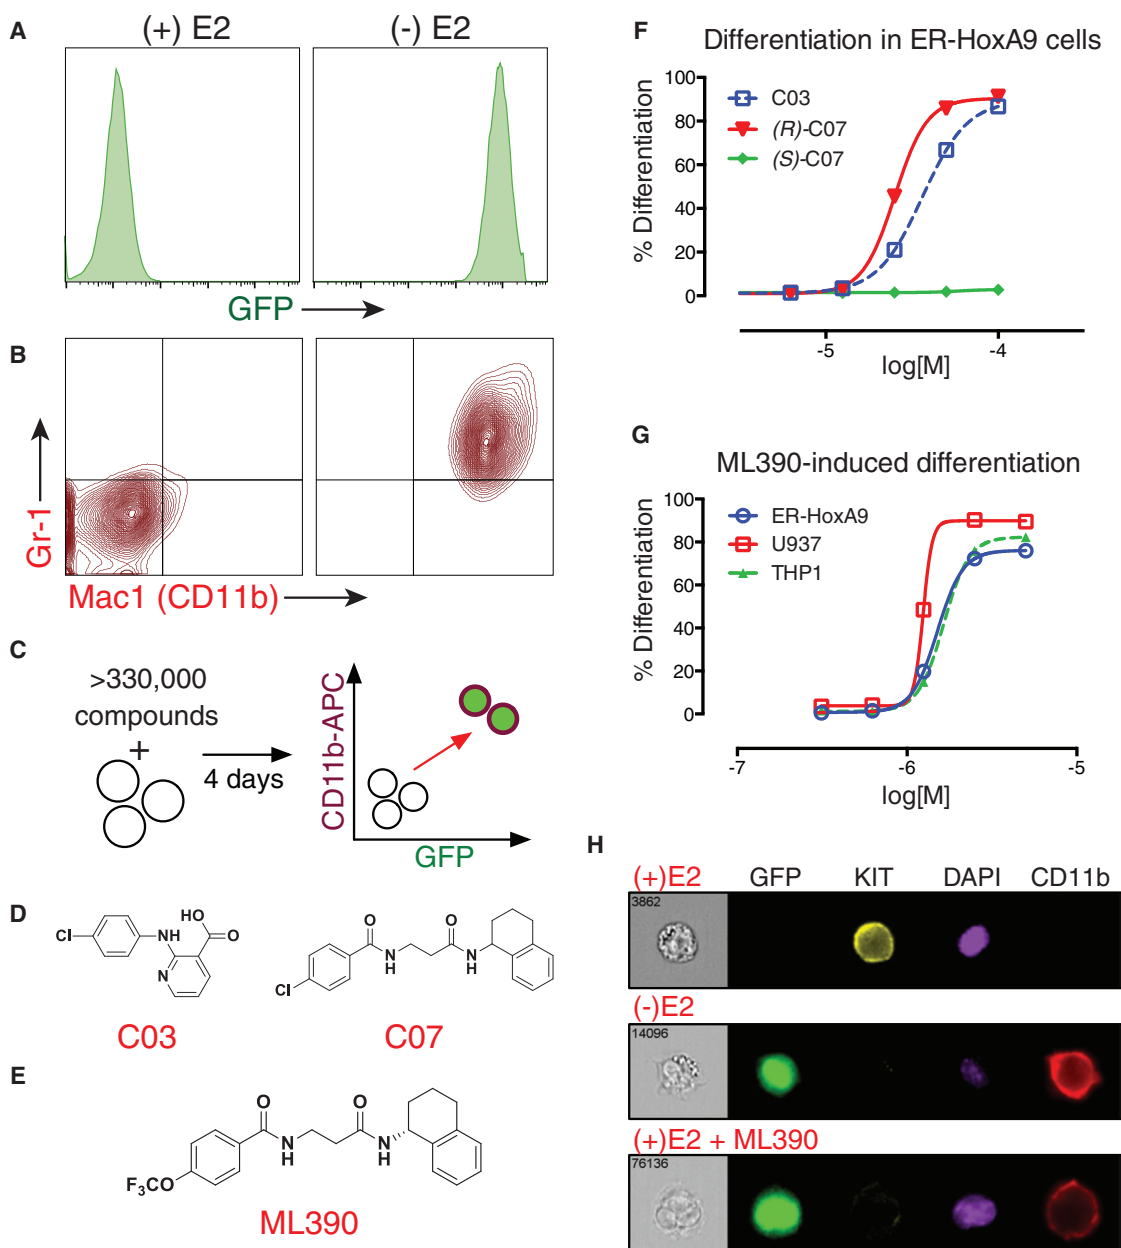 A
(+) E2
(-) E2
GFP
B
Gr-1
Mac1 (CD11b)
C
>330,000
compounds
+
4 days
CD11b-APC
GFP
D
Cl
NH
HO
O
N
C03
O
O
N
H
N
H
Cl
C07
E
O
O
N
H
N
H
F3CO
ML390
F
Differentiation in ER-HoxA9 cells
% Differentiation
100
80
60
40
20
0
C03
(R)-C07
(S)-C07
-5
-4
log[M]
G
ML390-induced differentiation
% Differentiation
100
80
60
40
20
0
ER-HoxA9
U937
THP1
-7
-6
-5
log[M]
H
(+)E2
GFP
KIT
DAPI
CD11b
3862
(-)E2
14096
(+)E2 + ML390
76136